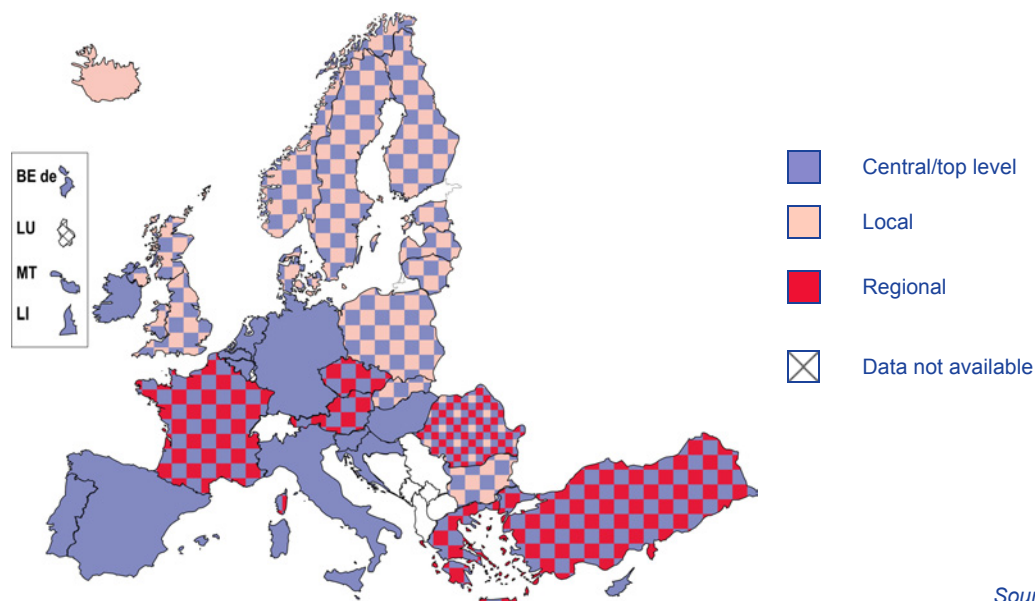 BE de
LU
MT
LI
Central/top level
Local
Regional
Data not available